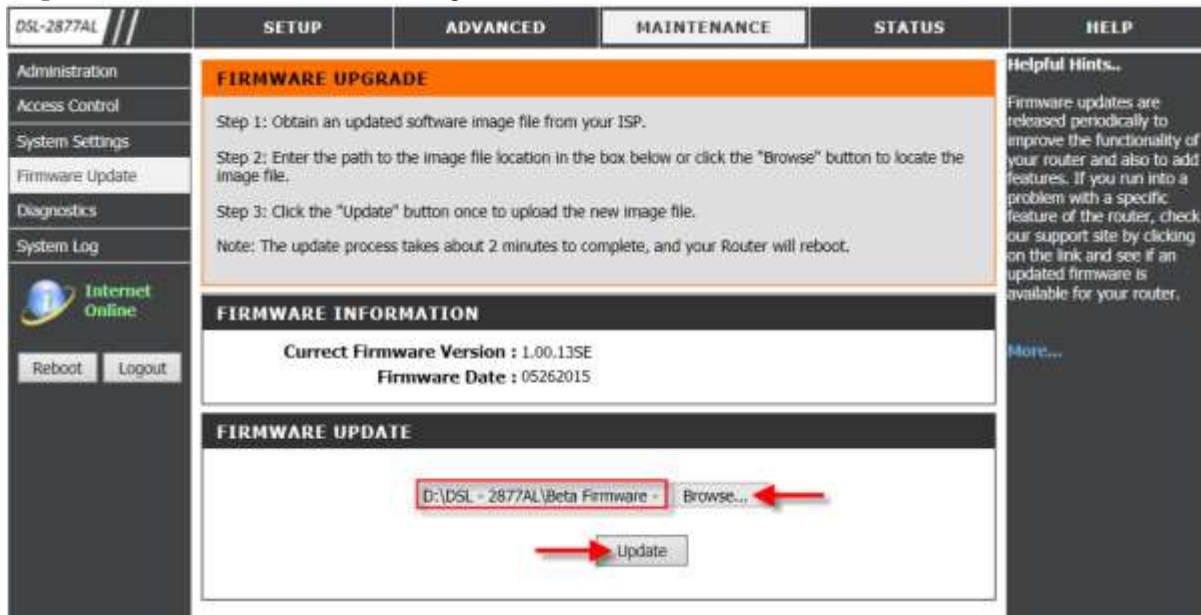 DSL-2877AL
SETUP
ADVANCED
MAINTENANCE
STATUS
HELP
Administration
Access Control
System Settings
Firmware Update
Diagnostics
System Log
Internet
Online
Reboot
Logout
FIRMWARE UPGRADE
Step 1: Obtain an updated software image file from your ISP.
Step 2: Enter the path to the image file location in the box below or click the "Browse" button to locate the
image file.
Step 3: Click the "Update" button once to upload the new image file.
Note: The update process takes about 2 minutes to complete, and your Router will reboot.
FIRMWARE INFORMATION
Currect Firmware Version : 1.00.13SE
Firmware Date : 05262015
FIRMWARE UPDATE
D:\DSL - 2877AL\Beta Firmware -
Browse...
Update
Helpful Hints..
Firmware updates are
released periodically to
improve the functionality of
your router and also to add
features. If you run into a
problem with a specific
feature of the router, check
our support site by clicking
on the link and see if an
updated firmware is
available for your router.
More...